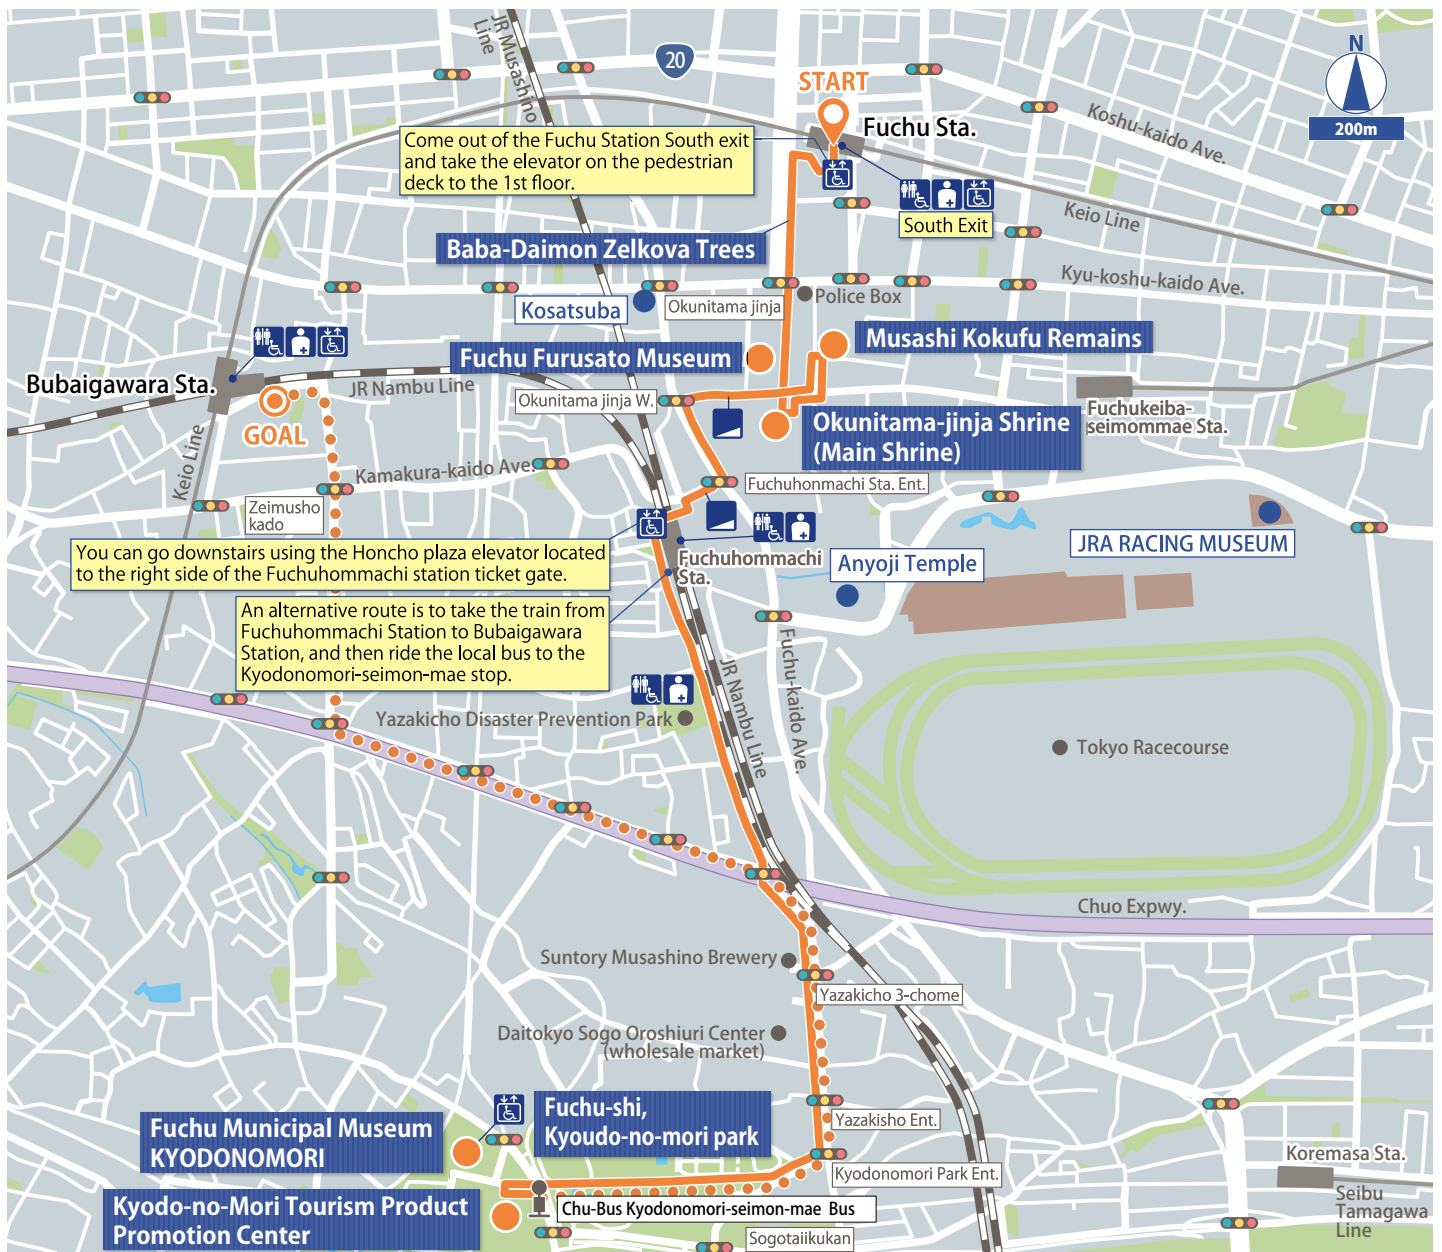 JR Musashino
Line
20
START
N
200m
Fuchu Sta.
Koshu-kaido Ave.
Come out of the Fuchu Station South exit
and take the elevator on the pedestrian
deck to the 1st floor.
South Exit
Keio Line
Baba-Daimon Zelkova Trees
Kyu-koshu-kaido Ave.
Kosatsuba
Okunitama jinja
Police Box
Fuchu Furusato Museum
Musashi Kokufu Remains
Bubaigawara Sta.
JR Nambu Line
Okunitama jinja W.
GOAL
Okunitama-jinja Shrine
(Main Shrine)
Fuchukeiba-
seimommae Sta.
Keio Line
Kamakura-kaido Ave.
Fuchuhonmachi Sta. Ent.
Zeimusho
kado
You can go downstairs using the Honcho plaza elevator located
to the right side of the Fuchuhommachi station ticket gate.
Fuchuhommachi
Sta.
JRA RACING MUSEUM
Anyoji Temple
An alternative route is to take the train from
Fuchuhommachi Station to Bubaigawara
Station, and then ride the local bus to the
Kyodonomori-seimon-mae stop.
JR Nambu Line
Fuchu-kaido Ave.
Yazakicho Disaster Prevention Park
Tokyo Racecourse
Chuo Expwy.
Suntory Musashino Brewery
Yazakicho 3-chome
Daitokyo Sogo Oroshiuri Center
(wholesale market)
Fuchu-shi,
Kyoudo-no-mori park
Yazakisho Ent.
Fuchu Municipal Museum
KYODONOMORI
Kyodonomori Park Ent.
Koremasa Sta.
Kyodo-no-Mori Tourism Product
Promotion Center
Chu-Bus Kyodonomori-seimon-mae Bus
Sogotaiikukan
Seibu
Tamagawa
Line